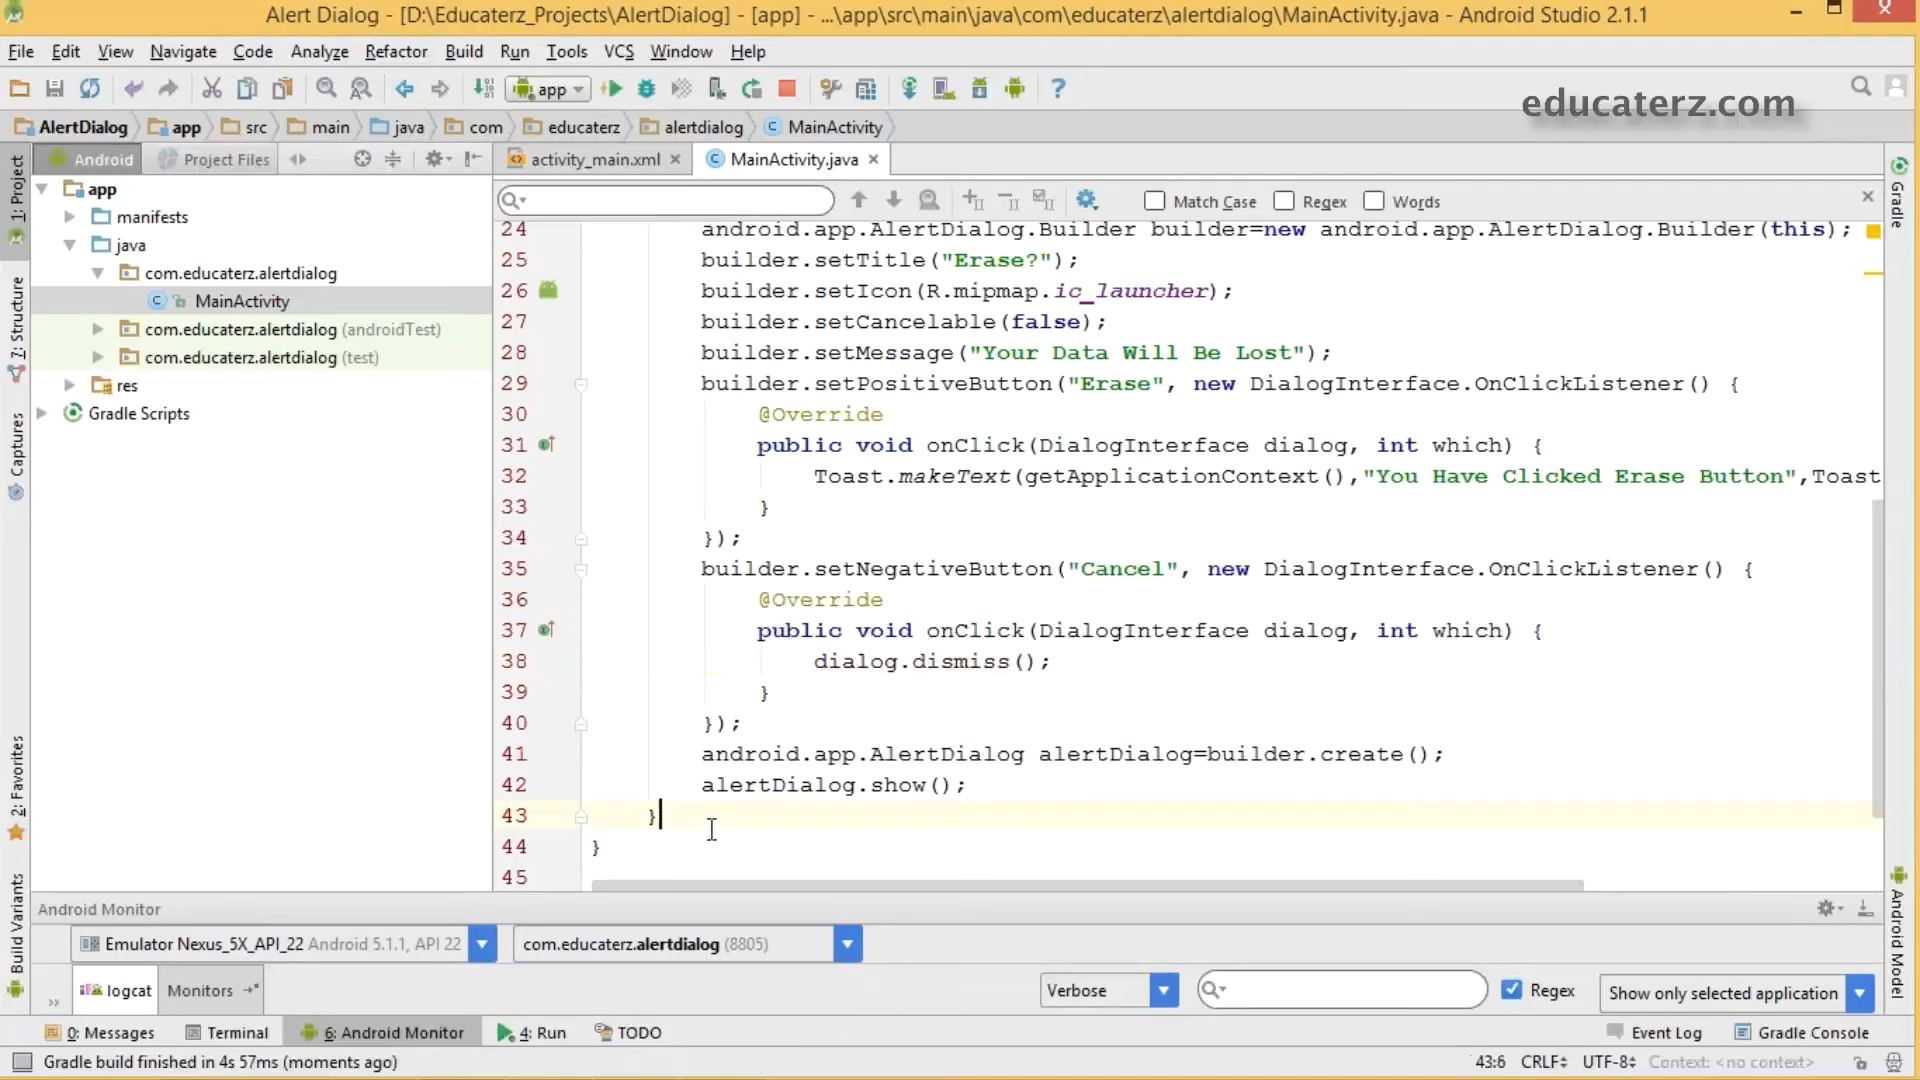 Alert Dialog - [D:\Educaterz_Projects\AlertDialog] - [app] - ...\app\src\main\java\com\educaterz\alertdialog\MainActivity.java - Android Studio 2.1.1
File Edit View Navigate Code Analyze Refactor Build Run Tools VCS Window Help
app
educaterz.com
AlertDialog app src main java com educaterz alertdialog MainActivity
Android Project Files activity_main.xml MainActivity.java
Match Case Regex Words
1: Project
7: Structure
Captures
2: Favorites
Build Variants
app
manifests
java
com.educaterz.alertdialog
MainActivity
com.educaterz.alertdialog (androidTest)
com.educaterz.alertdialog (test)
res
Gradle Scripts
24 android.app.AlertDialog.Builder builder=new android.app.AlertDialog.Builder(this);
25 builder.setTitle("Erase?");
26 builder.setIcon(R.mipmap.ic_launcher);
27 builder.setCancelable(false);
28 builder.setMessage("Your Data Will Be Lost");
29 builder.setPositiveButton("Erase", new DialogInterface.OnClickListener() {
30 @Override
31 public void onClick(DialogInterface dialog, int which) {
32 Toast.makeText(getApplicationContext(),"You Have Clicked Erase Button",Toast
33 }
34 });
35 builder.setNegativeButton("Cancel", new DialogInterface.OnClickListener() {
36 @Override
37 public void onClick(DialogInterface dialog, int which) {
38 dialog.dismiss();
39 }
40 });
41 android.app.AlertDialog alertDialog=builder.create();
42 alertDialog.show();
43 }
44 }
45
Gradle
Android Model
Android Monitor
Emulator Nexus_5X_API_22 Android 5.1.1, API 22 com.educaterz.alertdialog (8805)
logcat Monitors Verbose Regex Show only selected application
0: Messages Terminal 6: Android Monitor 4: Run TODO Event Log Gradle Console
Gradle build finished in 4s 57ms (moments ago) 43:6 CRLF UTF-8 Context: <no context>